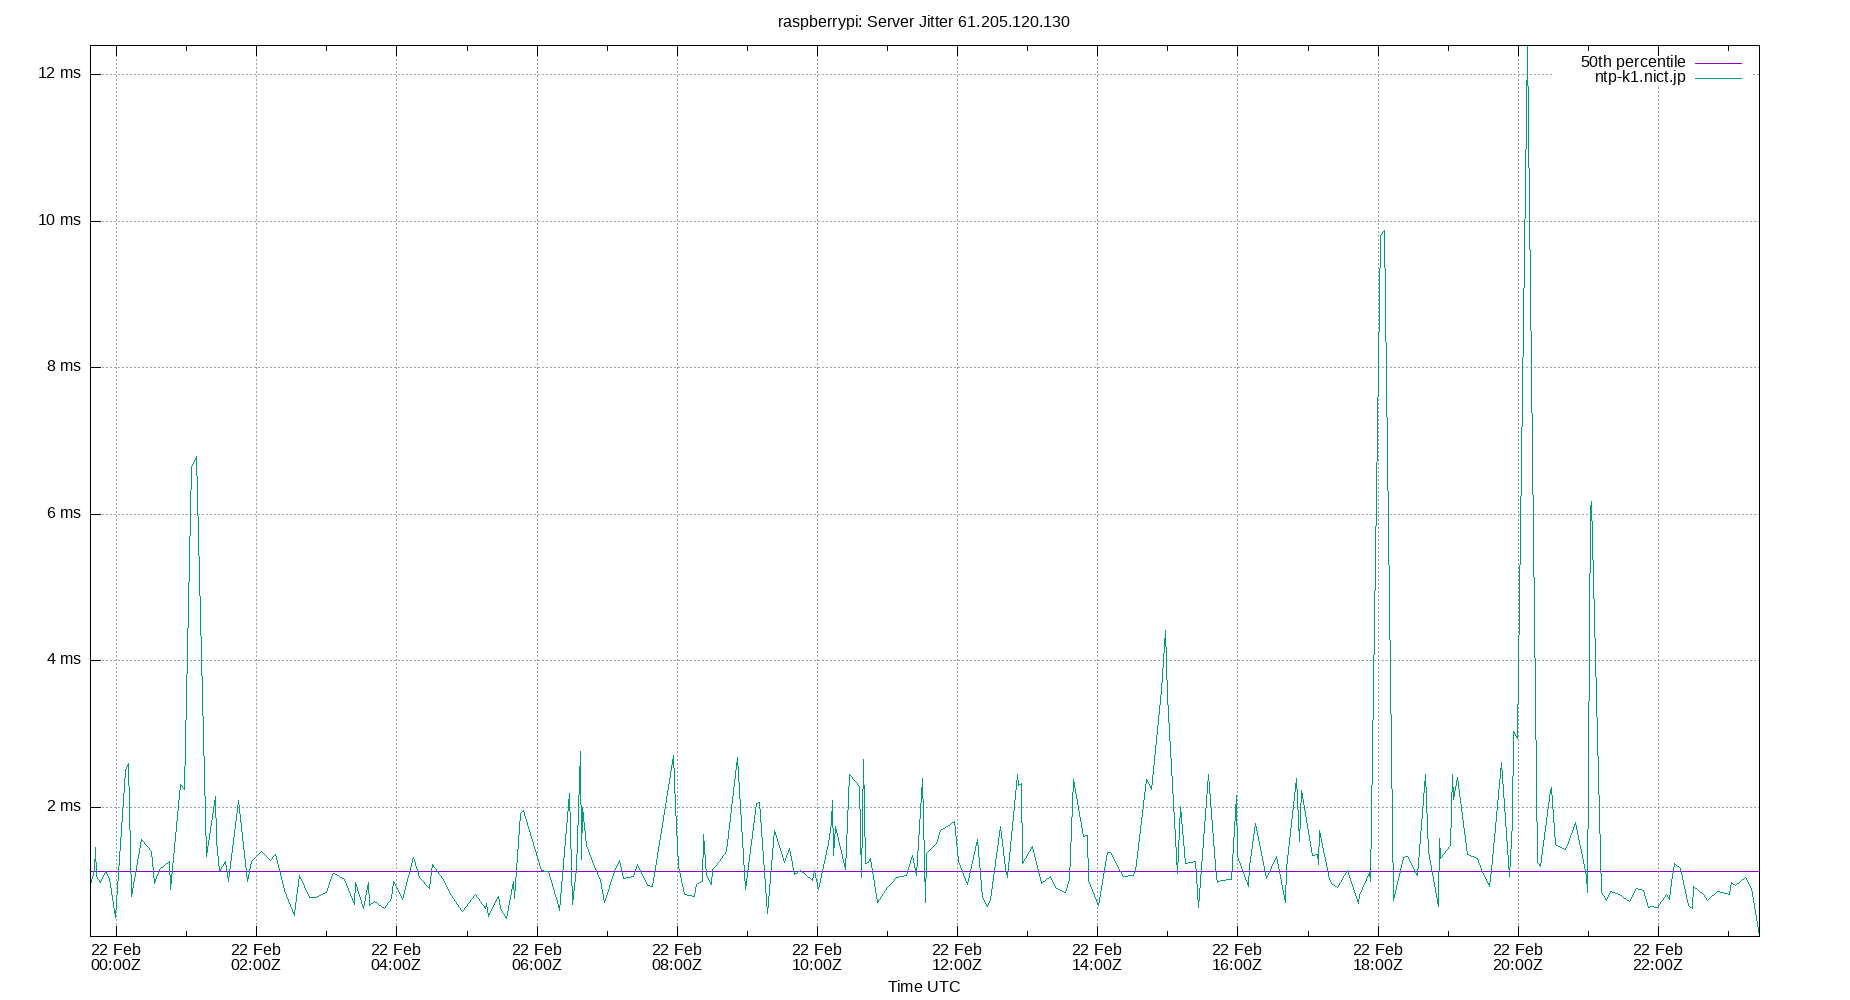 raspberrypi: Server Jitter 61.205.120.130
50th percentile
ntp-k1.nict.jp
12 ms
10 ms
8 ms
6 ms
4 ms
2 ms
22 Feb 22 Feb 22 Feb 22 Feb 22 Feb 22 Feb 22 Feb 22 Feb 22 Feb 22 Feb 22 Feb 22 Feb
00:00Z 02:00Z 04:00Z 06:00Z 08:00Z 10:00Z 12:00Z 14:00Z 16:00Z 18:00Z 20:00Z 22:00Z
Time UTC